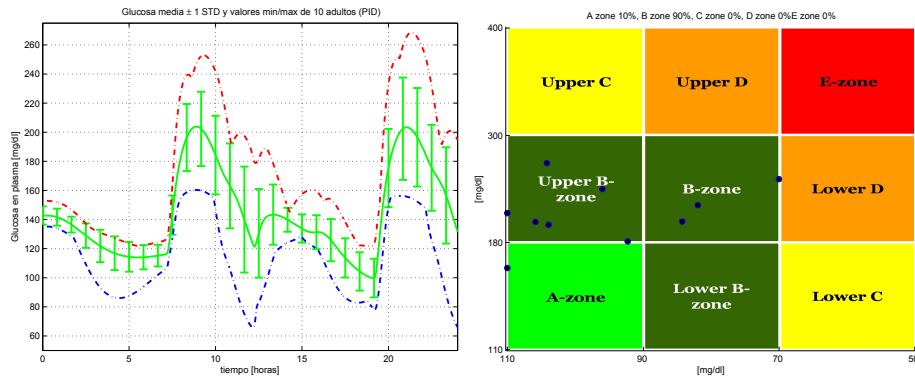 Glucosa media ± 1 STD y valores min/max de 10 adultos (PID)
Glucosa en plasma [mg/dl]
260
240
220
200
180
160
140
120
100
80
60
0
5
10
15
20
tiempo [horas]
A zone 10%, B zone 90%, C zone 0%, D zone 0%E zone 0%
[mg/dl]
400
300
180
110
Upper C
Upper D
E-zone
Upper B-
zone
B-zone
Lower D
A-zone
Lower B-
zone
Lower C
110
90
70
50
[mg/dl]